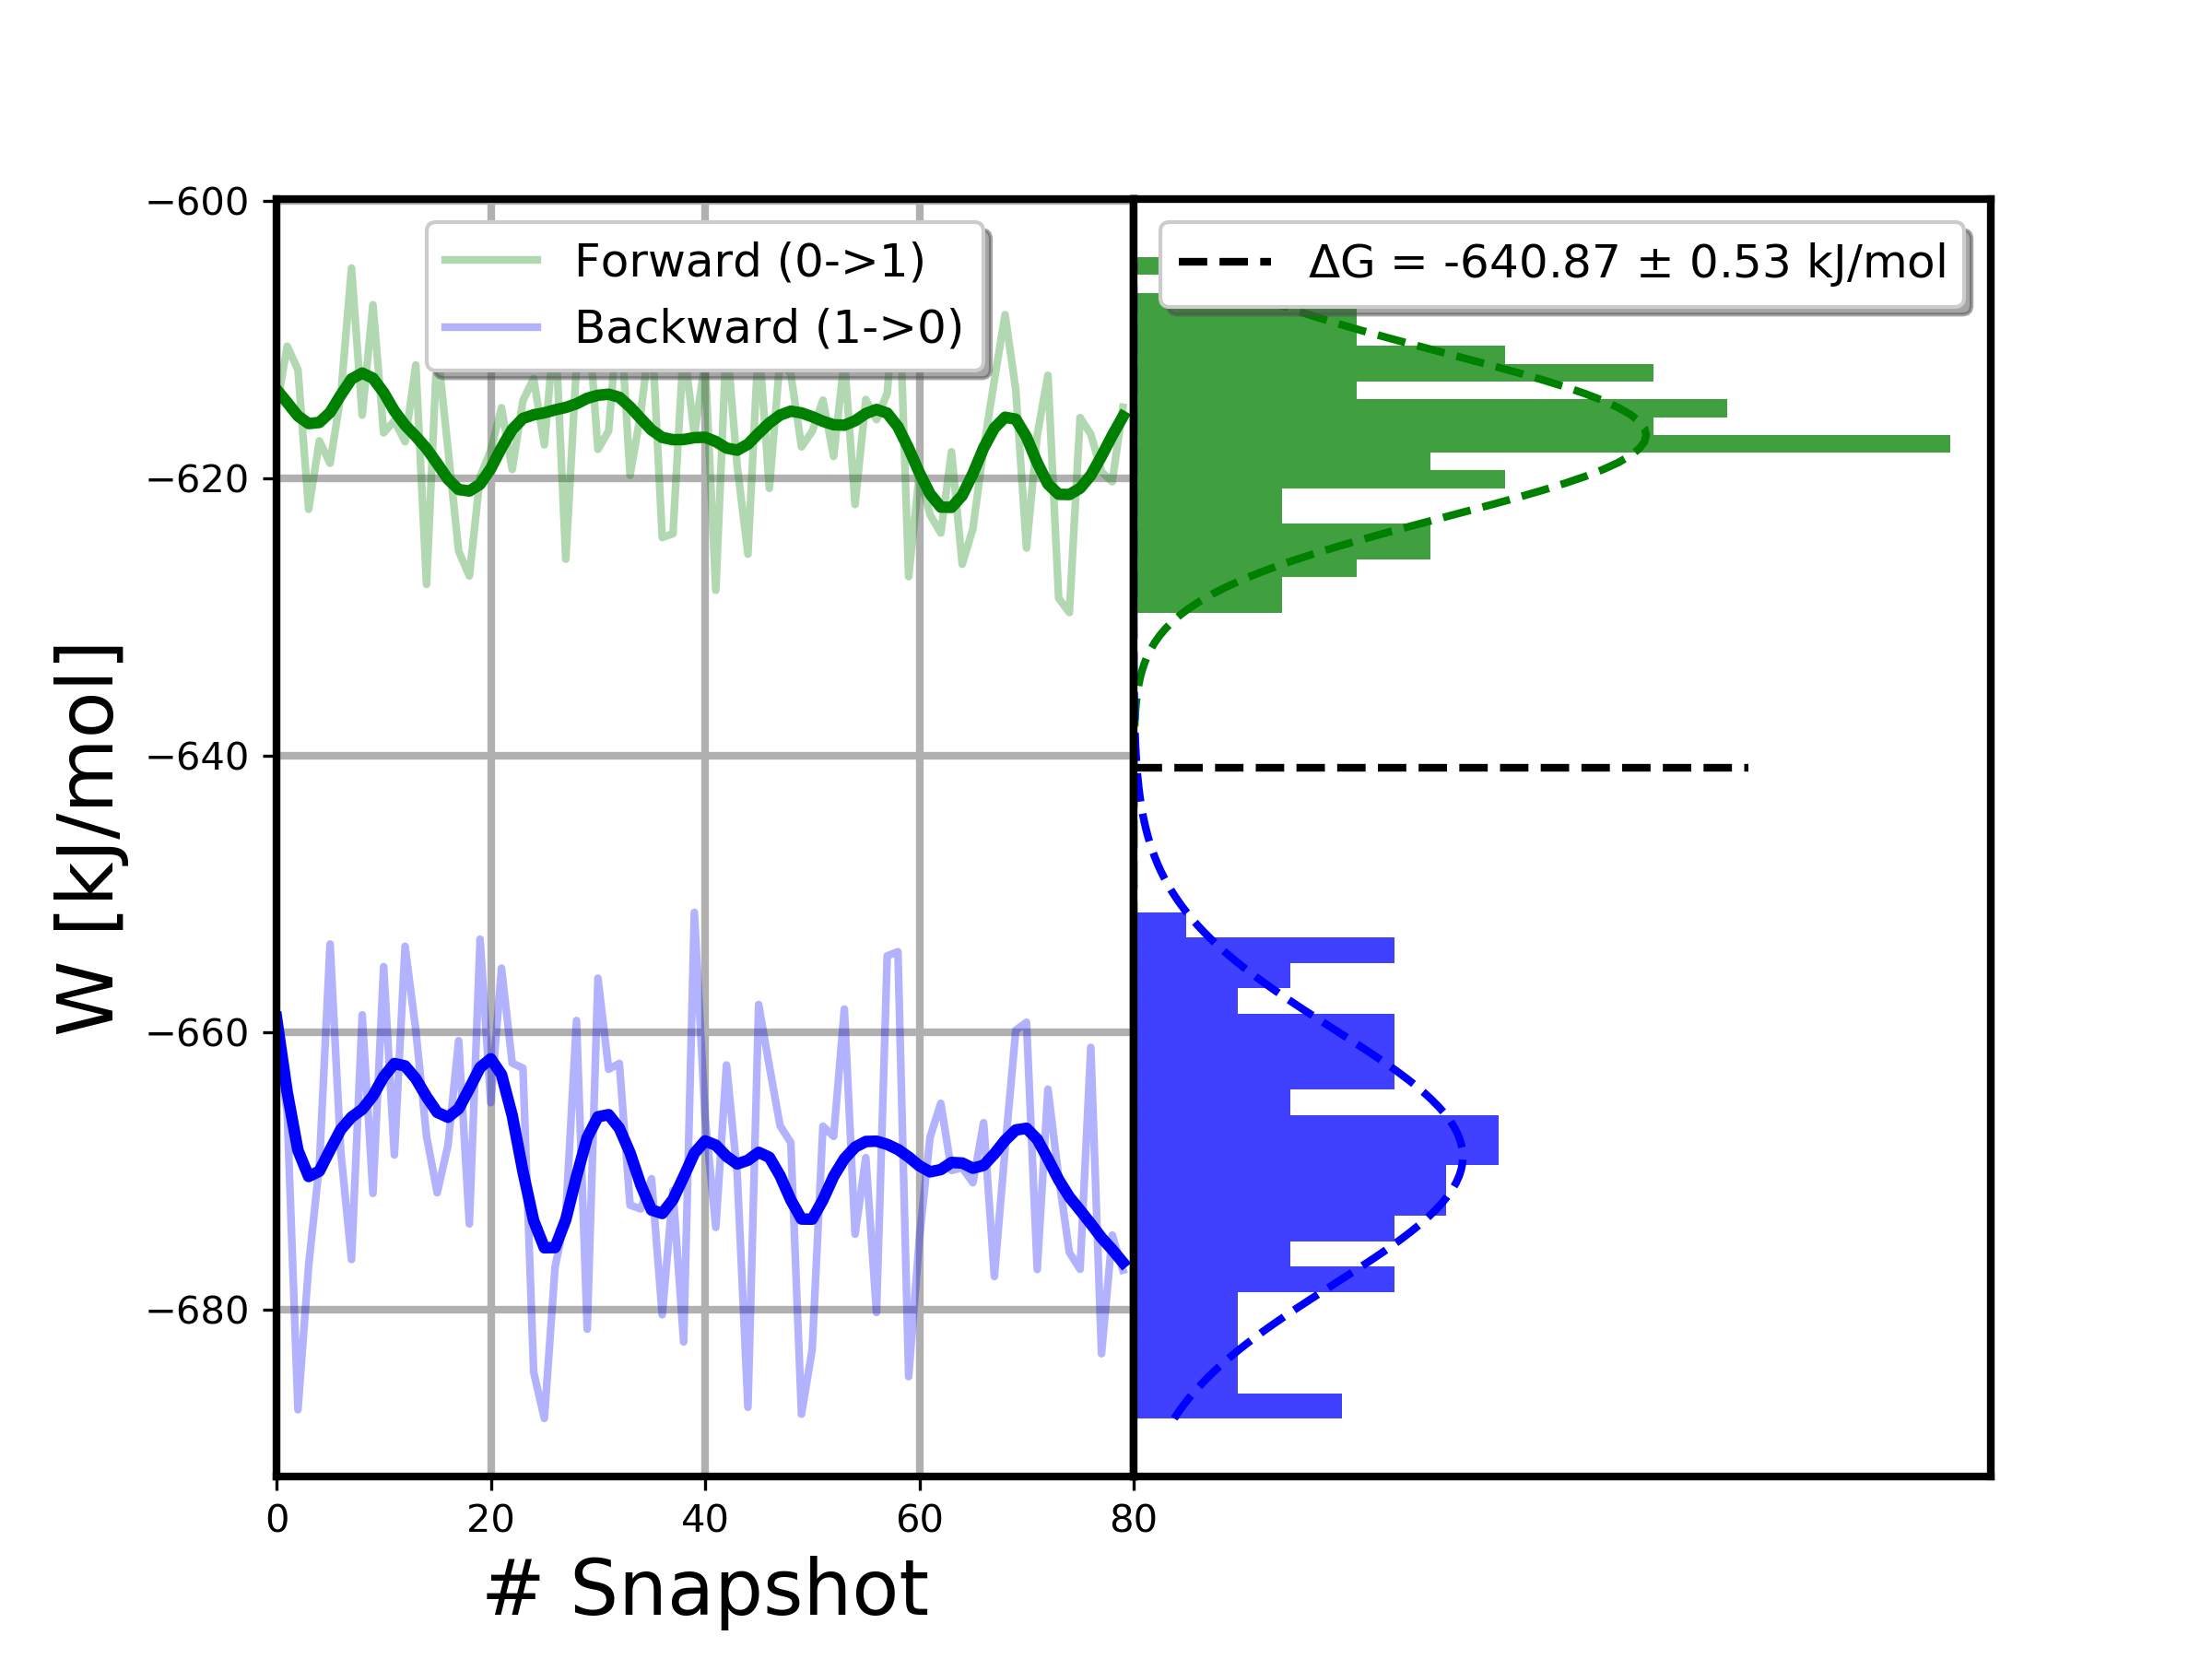 −600
Forward (0->1)
Backward (1->0)
ΔG = -640.87 ± 0.53 kJ/mol
−620
−640
−660
−680
W [kJ/mol]
0 20 40 60 80
# Snapshot